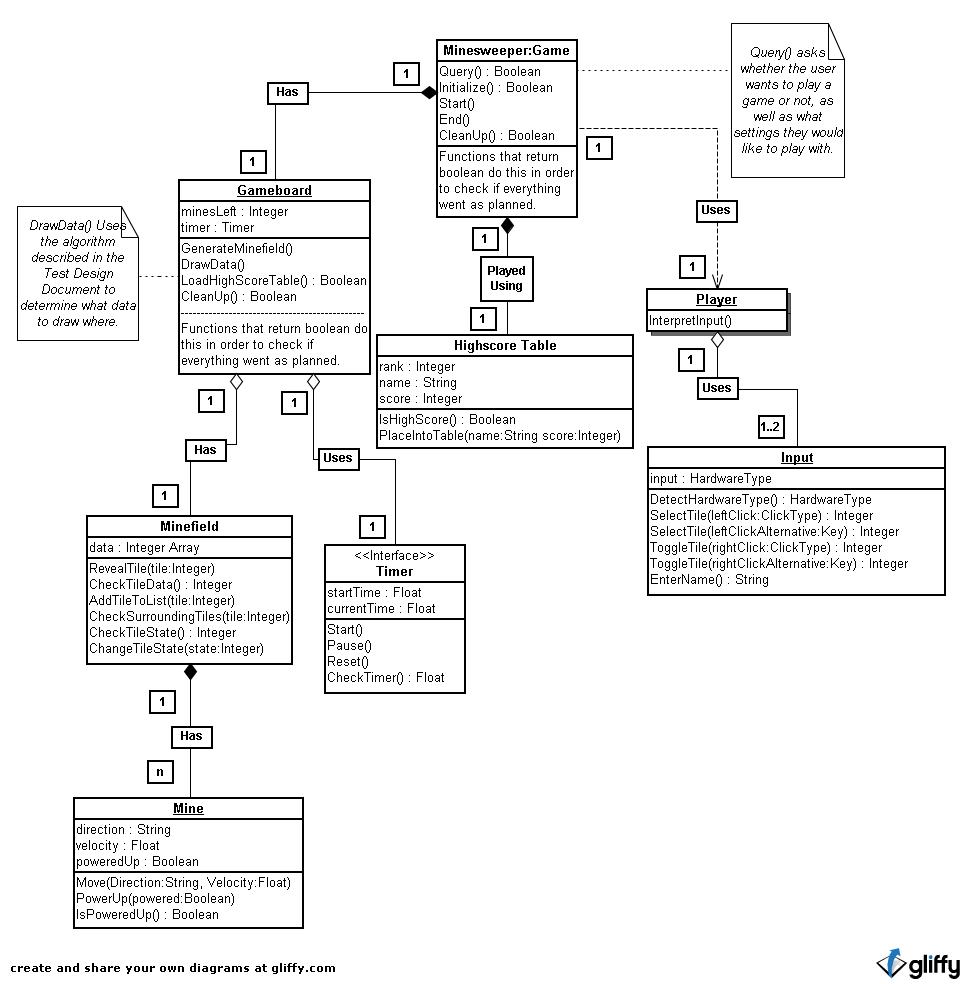 Minesweeper:Game
Query() : Boolean
Initialize() : Boolean
Start()
End()
CleanUp() : Boolean
Functions that return
boolean do this in order
to check if everything
went as planned.
Query() asks
whether the user
wants to play a
game or not, as
well as what
settings they would
like to play with.
1
Has
1
1
Uses
1
Gameboard
minesLeft : Integer
timer : Timer
GenerateMinefield()
DrawData()
LoadHighScoreTable() : Boolean
CleanUp() : Boolean
Functions that return boolean do
this in order to check if
everything went as planned.
DrawData() Uses
the algorithm
described in the
Test Design
Document to
determine what data
to draw where.
1
Played
Using
1
Highscore Table
rank : Integer
name : String
score : Integer
IsHighScore() : Boolean
PlaceIntoTable(name:String score:Integer)
Player
InterpretInput()
1
Uses
1..2
Input
input : HardwareType
DetectHardwareType() : HardwareType
SelectTile(leftClick:ClickType) : Integer
SelectTile(leftClickAlternative:Key) : Integer
ToggleTile(rightClick:ClickType) : Integer
ToggleTile(rightClickAlternative:Key) : Integer
EnterName() : String
1
Has
1
1
Uses
1
Minefield
data : Integer Array
RevealTile(tile:Integer)
CheckTileData() : Integer
AddTileToList(tile:Integer)
CheckSurroundingTiles(tile:Integer)
CheckTileState() : Integer
ChangeTileState(state:Integer)
<<Interface>>
Timer
startTime : Float
currentTime : Float
Start()
Pause()
Reset()
CheckTimer() : Float
1
Has
n
Mine
direction : String
velocity : Float
poweredUp : Boolean
Move(Direction:String, Velocity:Float)
PowerUp(powered:Boolean)
IsPoweredUp() : Boolean
create and share your own diagrams at gliffy.com
gliffy